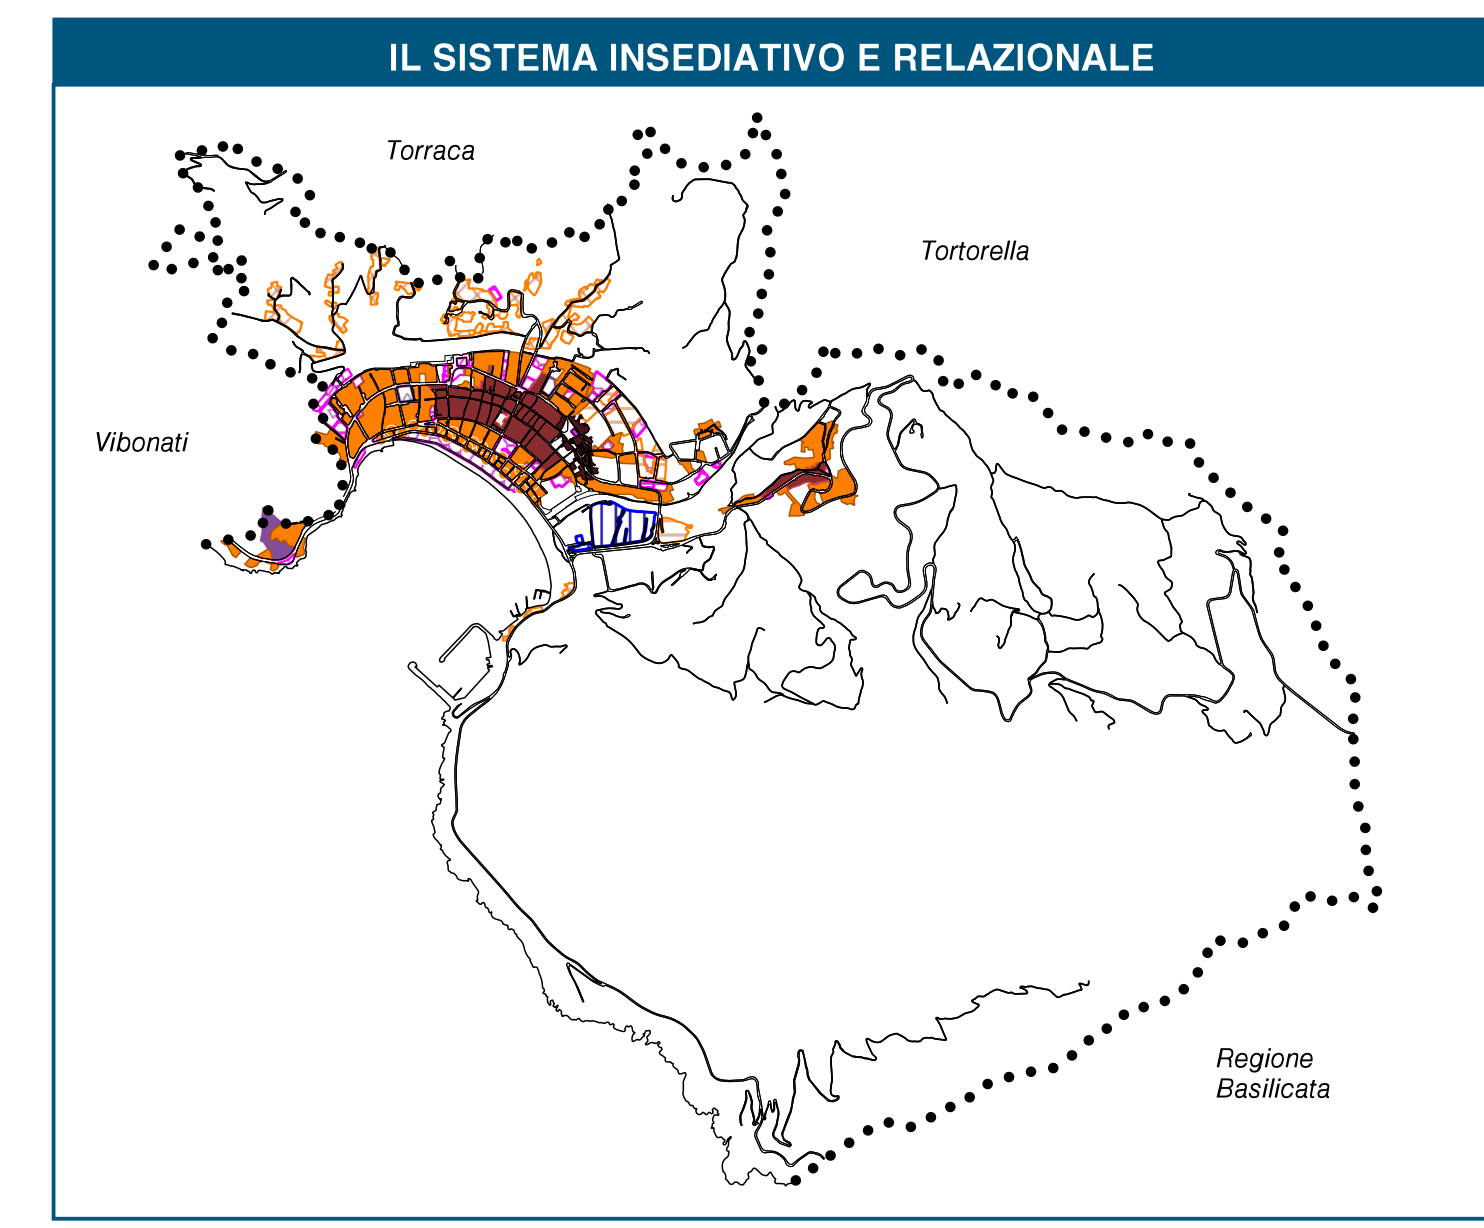 IL SISTEMA INSEDIATIVO E RELAZIONALE
Torraca
Tortorella
Vibonati
Regione
Basilicata